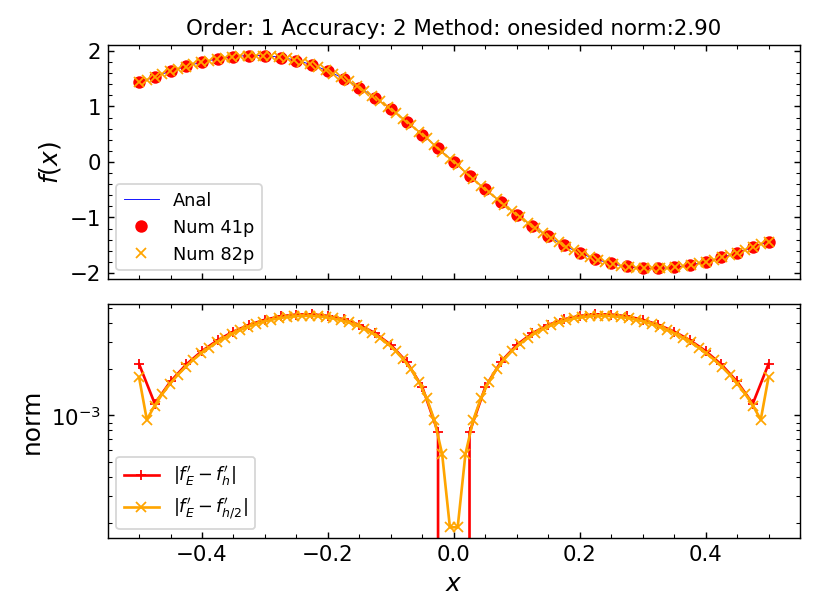 Order: 1 Accuracy: 2 Method: onesided norm:2.90
2
1
0
−1
−2
f(x)
Anal
Num 41p
Num 82p
10⁻³
norm
|f′_E − f′_h|
|f′_E − f′_{h/2}|
−0.4
−0.2
0.0
0.2
0.4
x